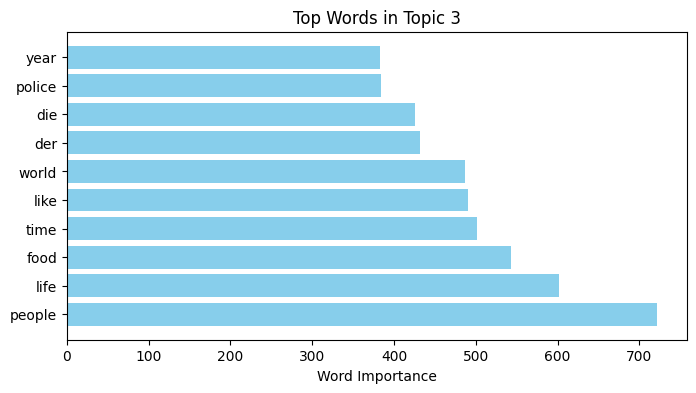 Top Words in Topic 3
year
police
die
der
world
like
time
food
life
people
0 100 200 300 400 500 600 700
Word Importance